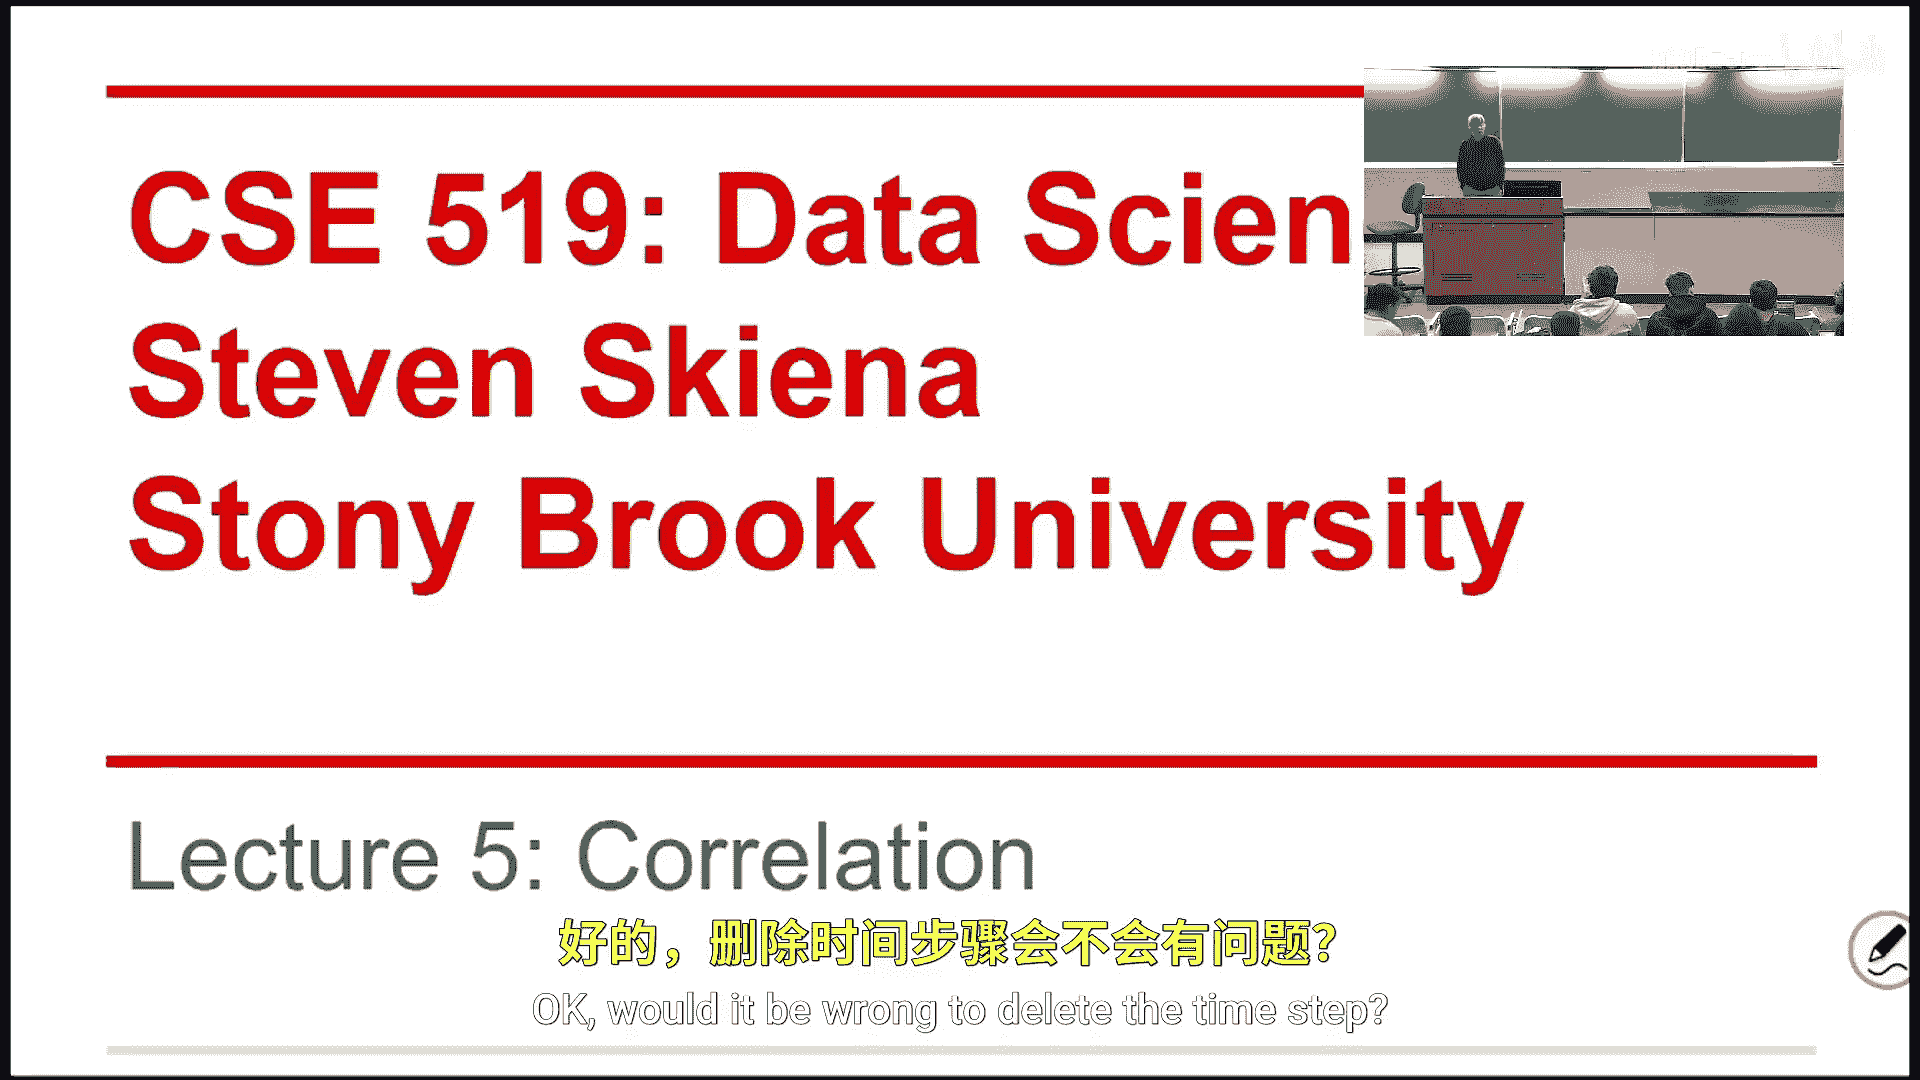 CSE 519: Data Scien
Steven Skiena
Stony Brook University
Lecture 5: Correlation
好的，删除时间步骤会不会有问题？
OK, would it be wrong to delete the time step?